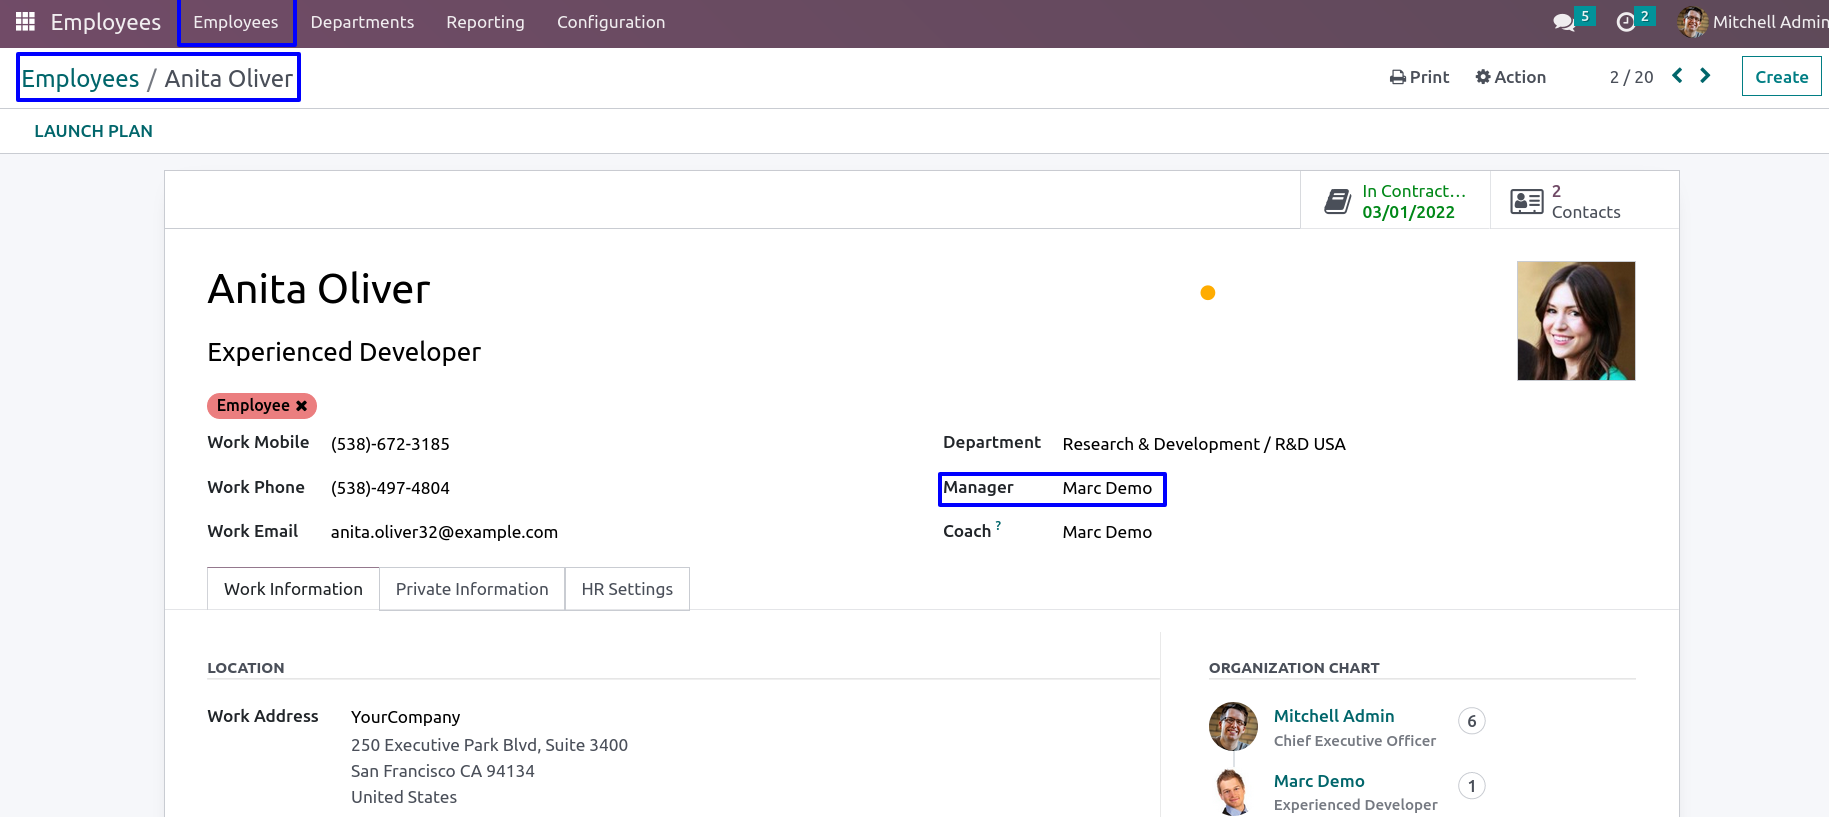 Employees Employees Departments Reporting Configuration 5 2 Mitchell Admin
Employees / Anita Oliver Print Action 2 / 20 Create
LAUNCH PLAN
In Contract... 2
03/01/2022 Contacts
Anita Oliver
Experienced Developer
Employee ✖
Work Mobile (538)-672-3185 Department Research & Development / R&D USA
Work Phone (538)-497-4804 Manager Marc Demo
Work Email anita.oliver32@example.com Coach ? Marc Demo
Work Information Private Information HR Settings
LOCATION ORGANIZATION CHART
Work Address YourCompany Mitchell Admin 6
250 Executive Park Blvd, Suite 3400 Chief Executive Officer
San Francisco CA 94134 Marc Demo 1
United States Experienced Developer